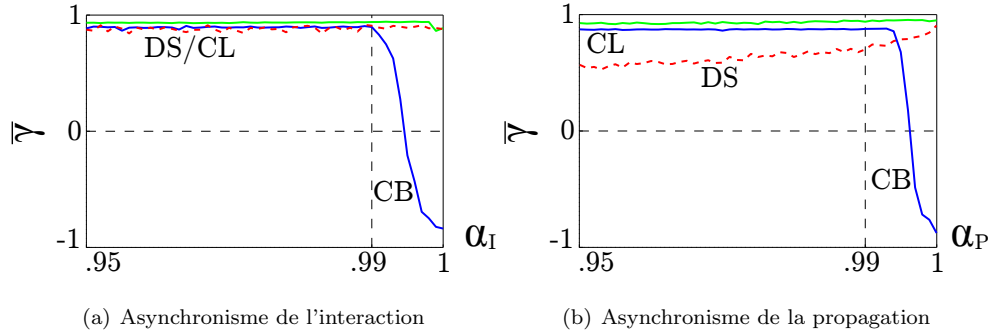 1
DS/CL
γ̅
0
CB
-1
α_I
.95
.99
1
(a) Asynchronisme de l'interaction
1
CL
DS
γ̅
0
CB
-1
α_P
.95
.99
1
(b) Asynchronisme de la propagation